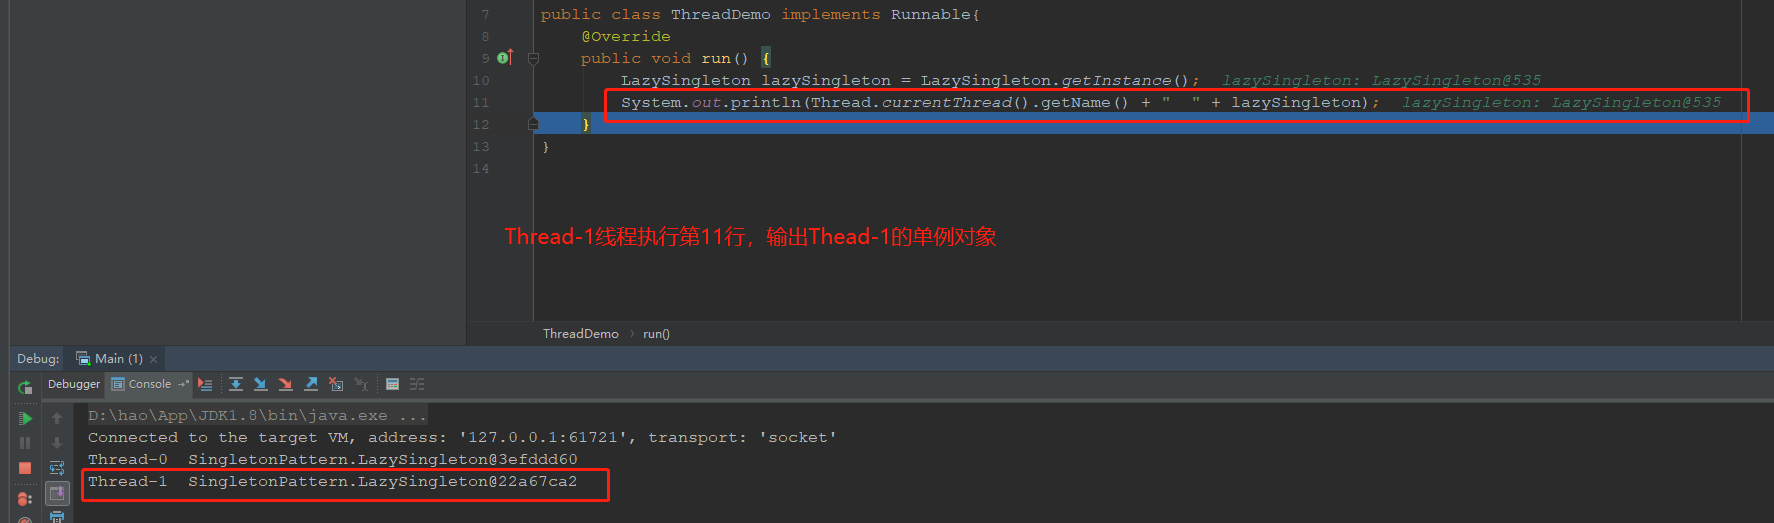 7 public class ThreadDemo implements Runnable{
8 @Override
9 public void run() {
10 LazySingleton lazySingleton = LazySingleton.getInstance(); lazySingleton: LazySingleton@535
11 System.out.println(Thread.currentThread().getName() + "  " + lazySingleton); lazySingleton: LazySingleton@535
12 }
13 }
14
Thread-1线程执行第11行，输出Thead-1的单例对象
ThreadDemo › run()
Debug: Main (1) ×
Debugger Console
D:\hao\App\JDK1.8\bin\java.exe ...
Connected to the target VM, address: '127.0.0.1:61721', transport: 'socket'
Thread-0  SingletonPattern.LazySingleton@3efddd60
Thread-1  SingletonPattern.LazySingleton@22a67ca2